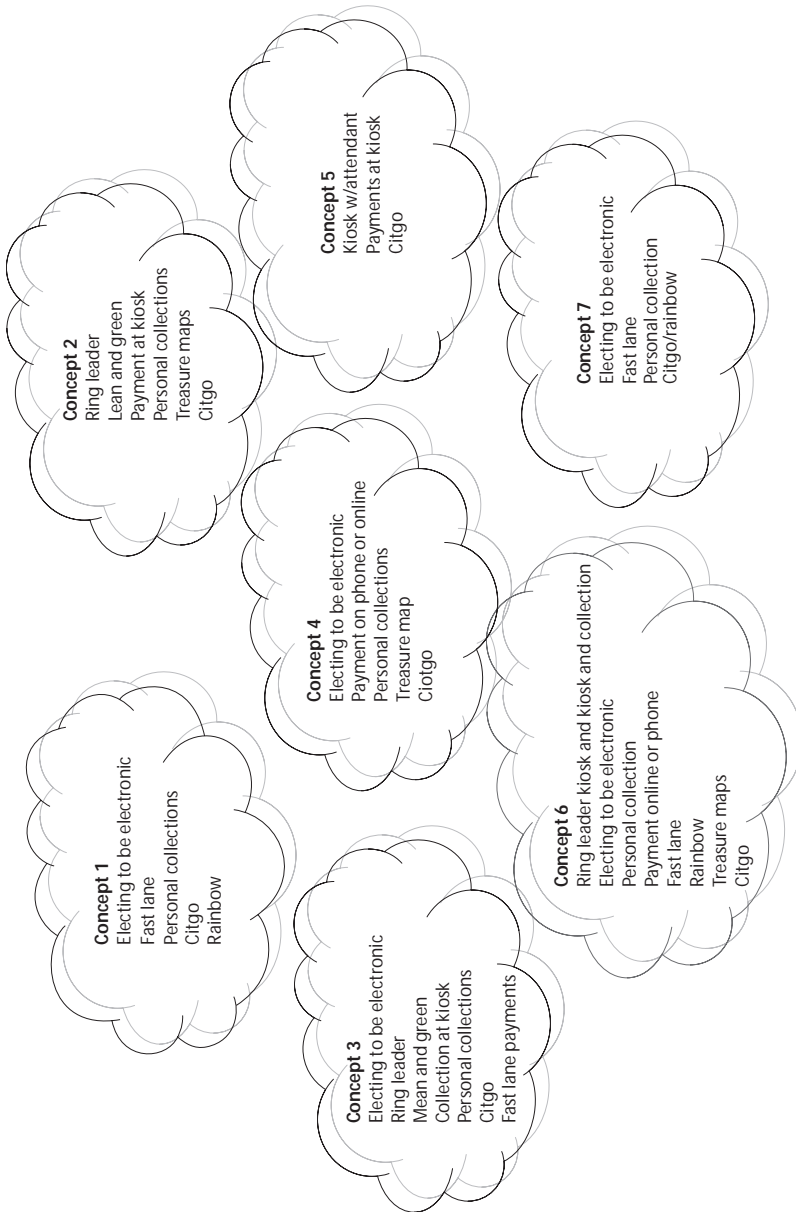 Concept 1
Electing to be electronic
Fast lane
Personal collections
Citgo
Rainbow
Concept 2
Ring leader
Lean and green
Payment at kiosk
Personal collections
Treasure maps
Citgo
Concept 3
Electing to be electronic
Ring leader
Mean and green
Collection at kiosk
Personal collections
Citgo
Fast lane payments
Concept 4
Electing to be electronic
Payment on phone or online
Personal collections
Treasure map
Ciotgo
Concept 5
Kiosk w/attendant
Payments at kiosk
Citgo
Concept 6
Ring leader kiosk and kiosk and collection
Electing to be electronic
Personal collection
Payment online or phone
Fast lane
Rainbow
Treasure maps
Citgo
Concept 7
Electing to be electronic
Fast lane
Personal collection
Citgo/rainbow